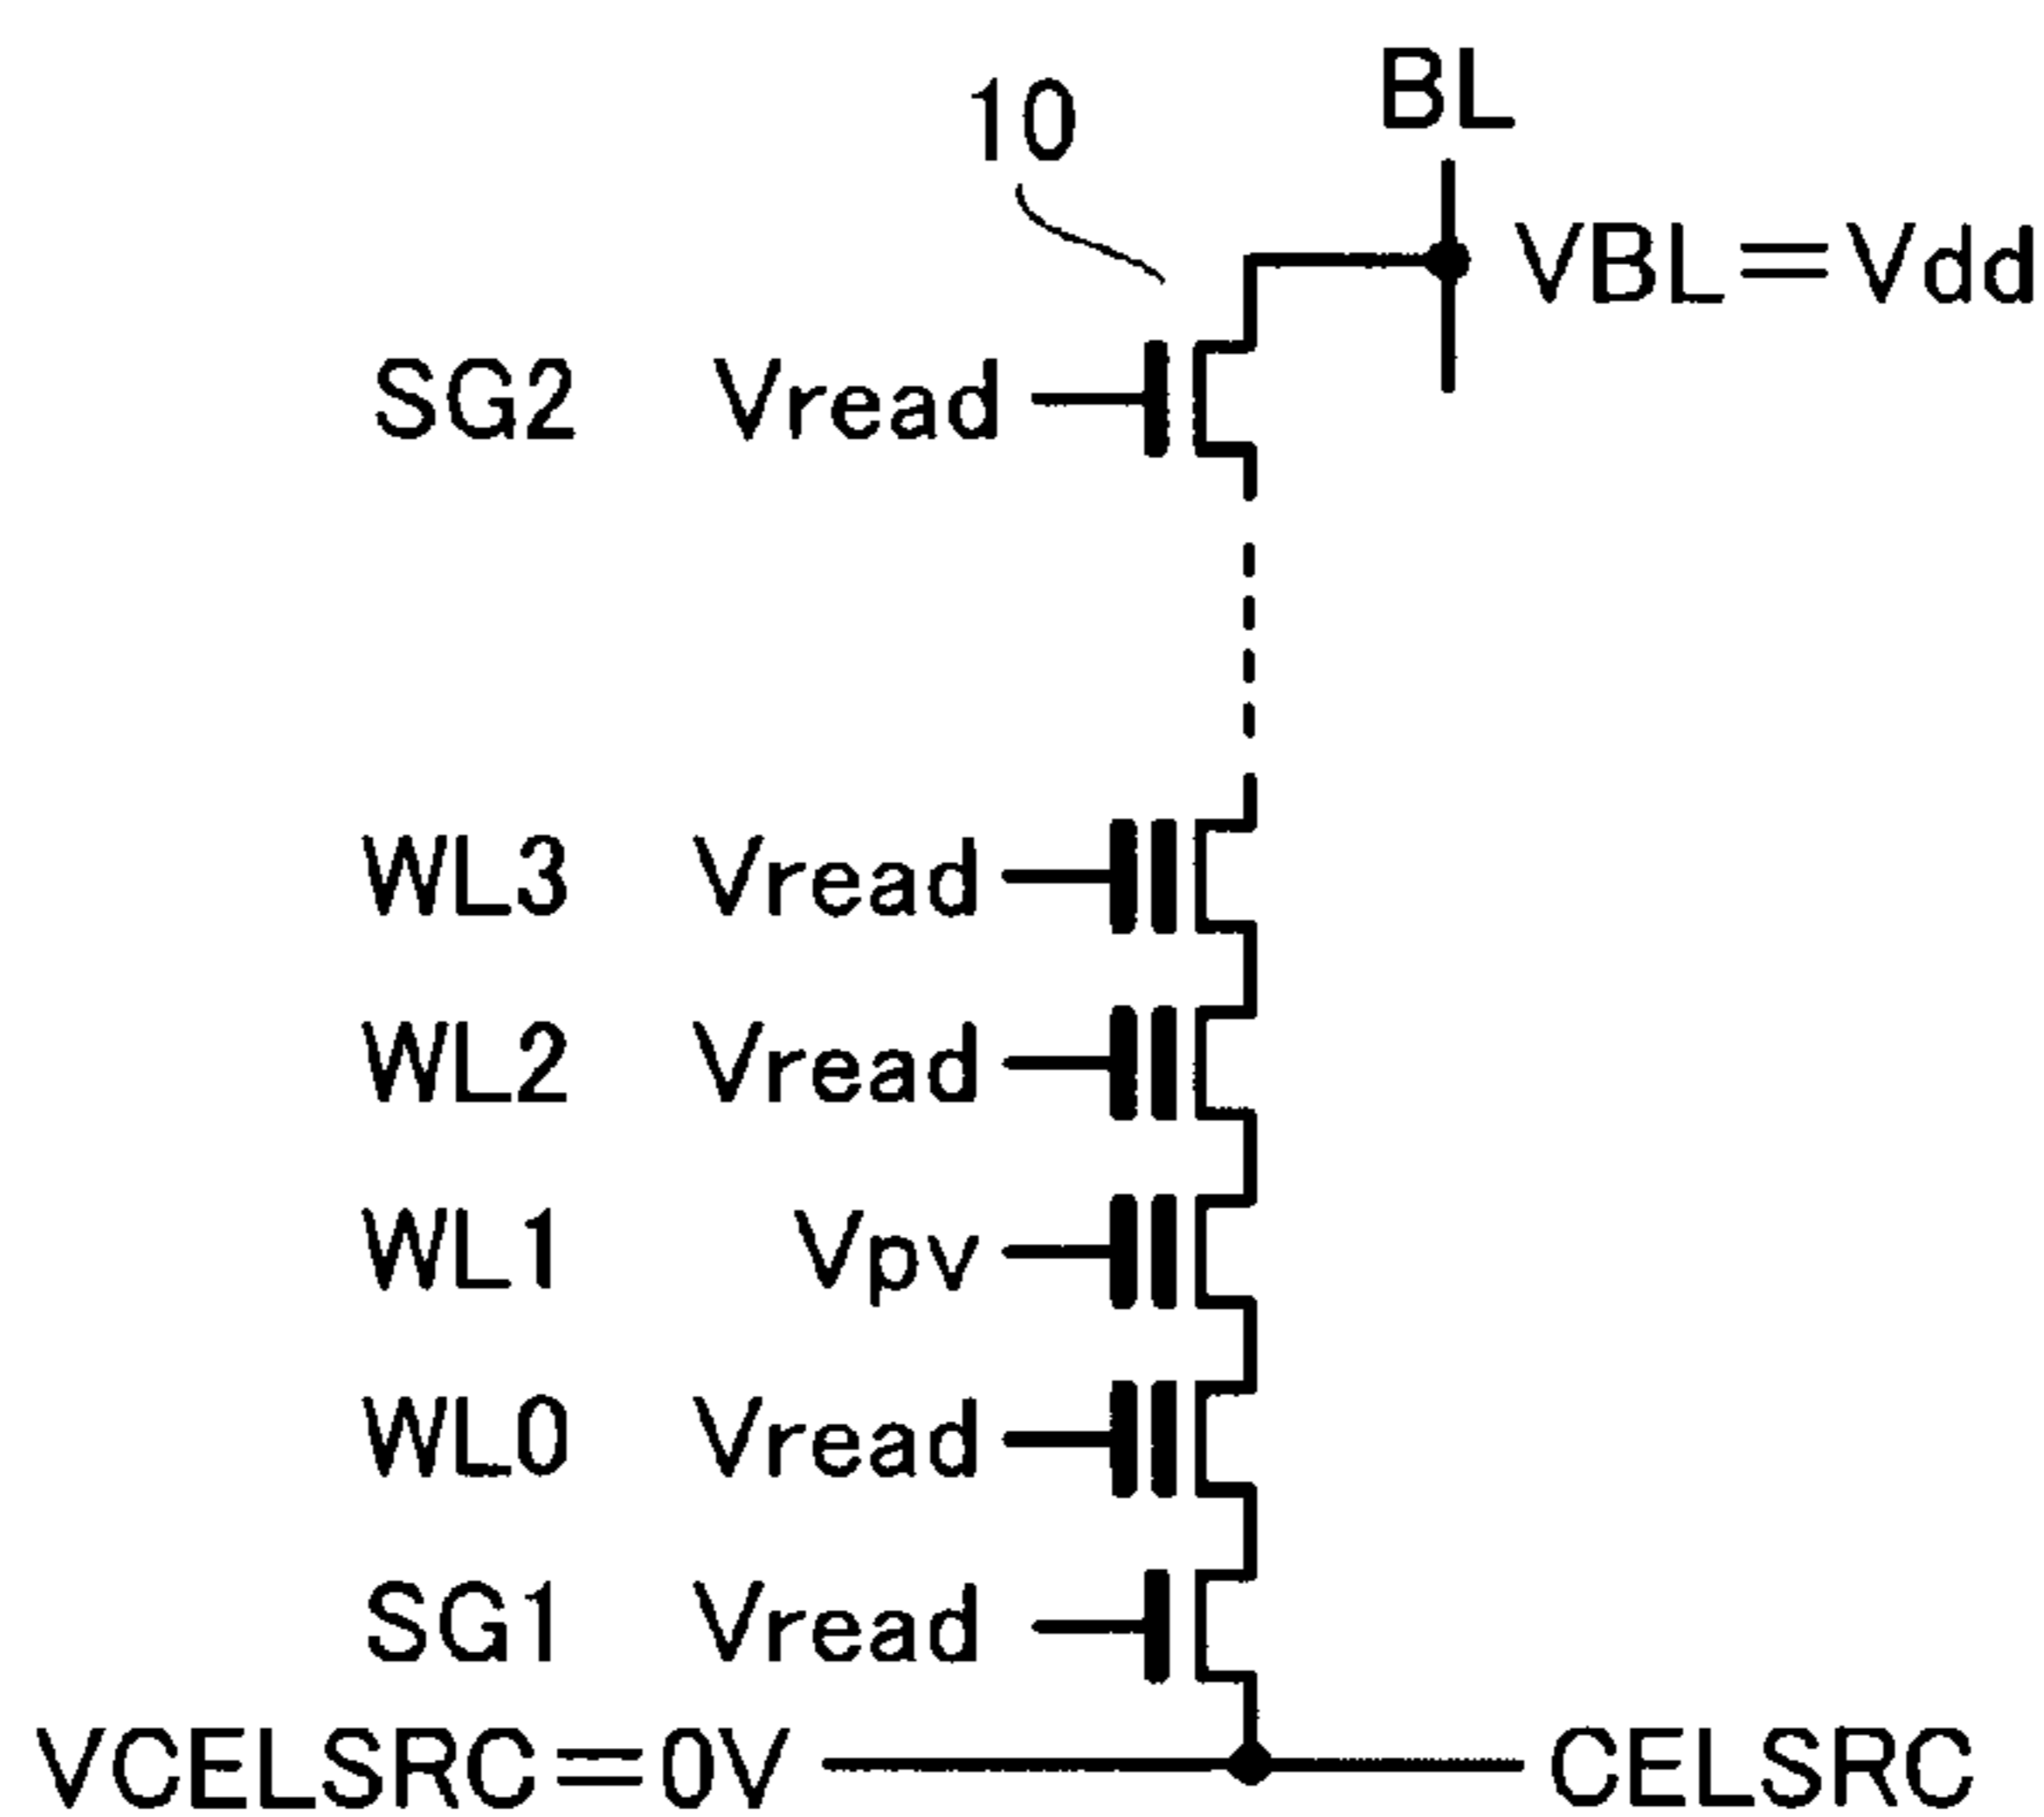 10
BL
VBL=Vdd
SG2 Vread
WL3 Vread
WL2 Vread
WL1 Vpv
WL0 Vread
SG1 Vread
VCELSRC=0V
CELSRC